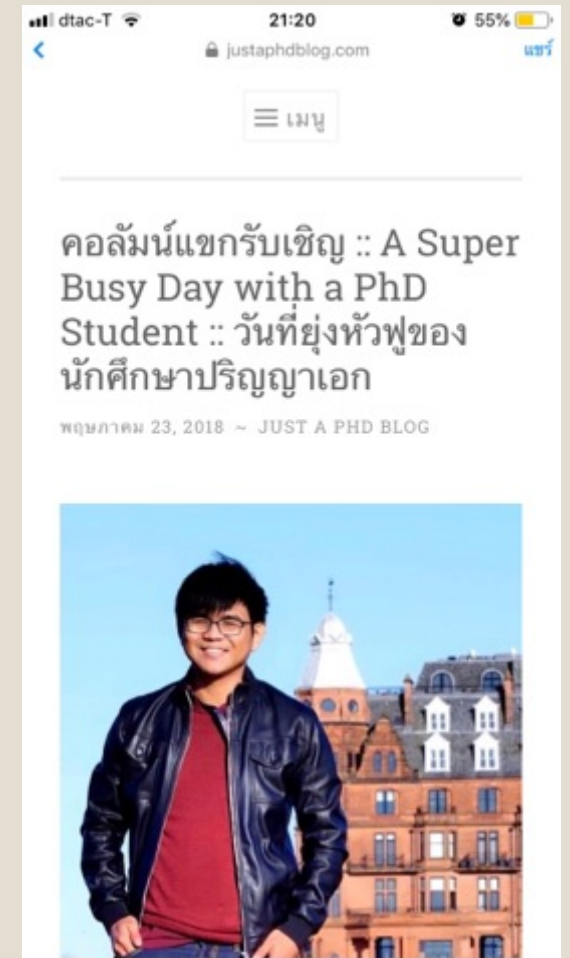 dtac-T 21:20 55%
justaphdblog.com แชร์
เมนู
คอลัมน์แขกรับเชิญ :: A Super
Busy Day with a PhD
Student :: วันที่ยุ่งหัวฟูของ
นักศึกษาปริญญาเอก
พฤษภาคม 23, 2018 ~ JUST A PHD BLOG